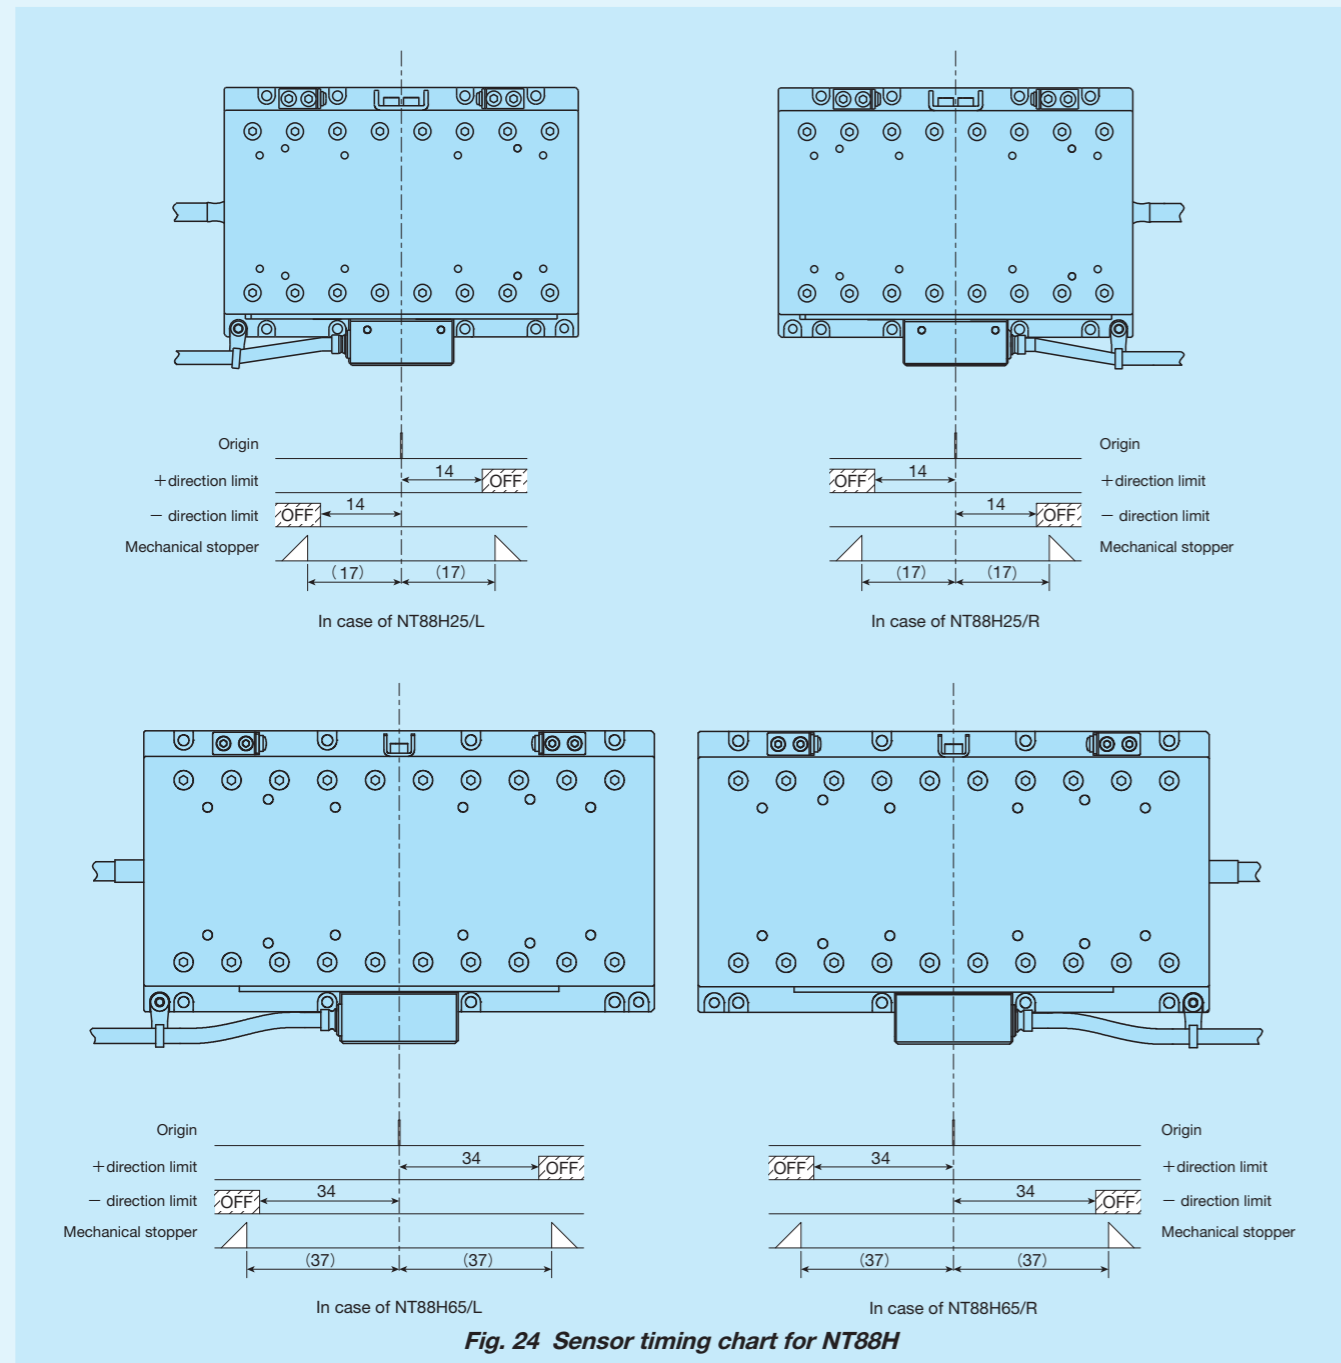 Origin
+direction limit
14
OFF
− direction limit
OFF
14
Mechanical stopper
(17)
(17)
In case of NT88H25/L
Origin
OFF
14
+direction limit
14
OFF
− direction limit
Mechanical stopper
(17)
(17)
In case of NT88H25/R
Origin
+direction limit
34
OFF
− direction limit
OFF
34
Mechanical stopper
(37)
(37)
In case of NT88H65/L
Origin
OFF
34
+direction limit
34
OFF
− direction limit
Mechanical stopper
(37)
(37)
In case of NT88H65/R
Fig. 24 Sensor timing chart for NT88H